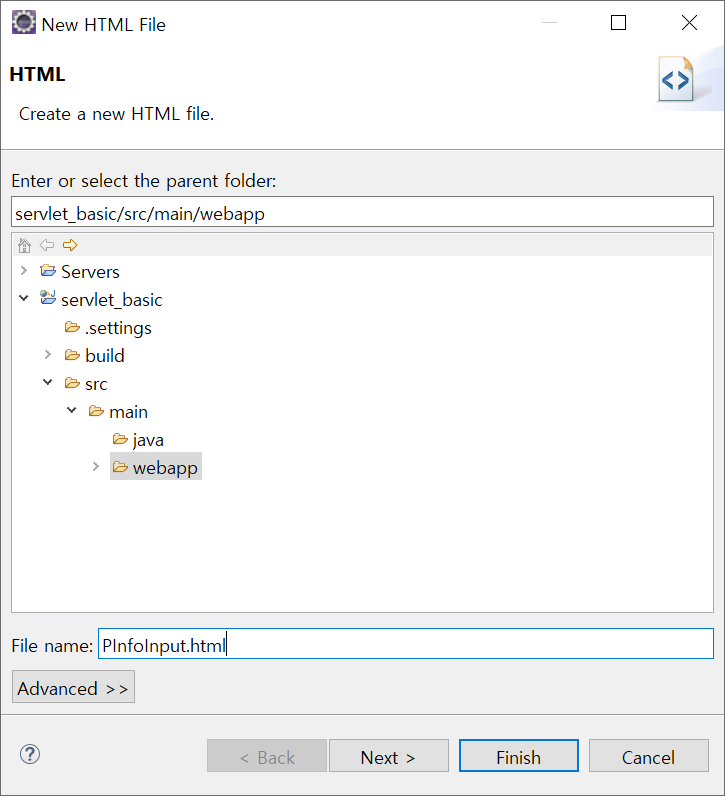 New HTML File
HTML
Create a new HTML file.
Enter or select the parent folder:
servlet_basic/src/main/webapp
Servers
servlet_basic
.settings
build
src
main
java
webapp
File name: PInfoInput.html
Advanced >>
< Back Next > Finish Cancel